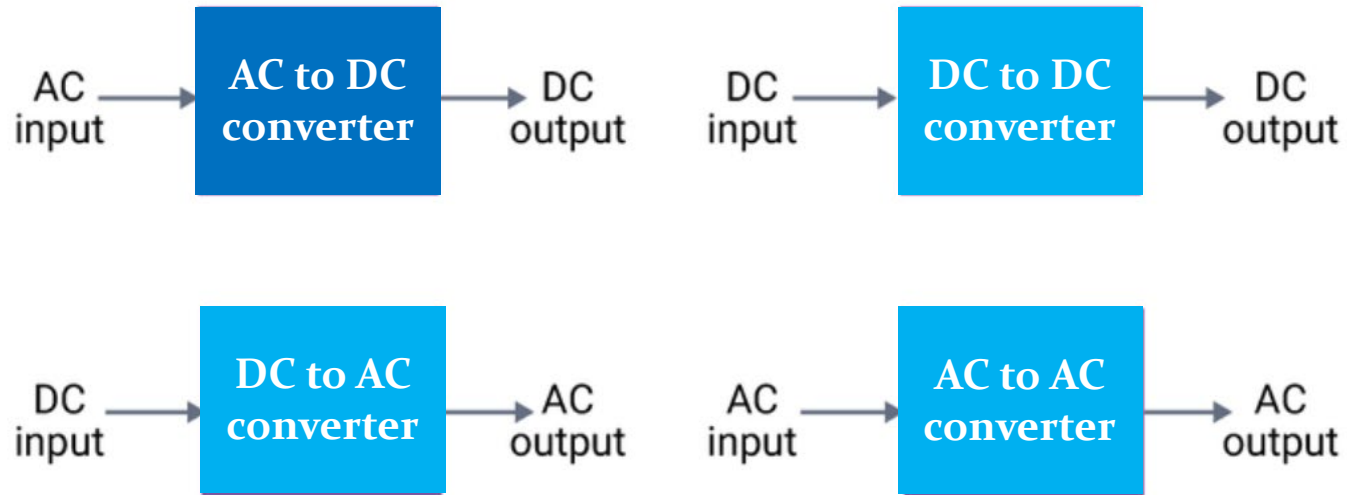 AC
input
AC to DC
converter
DC
output
DC
input
DC to DC
converter
DC
output
DC
input
DC to AC
converter
AC
output
AC
input
AC to AC
converter
AC
output